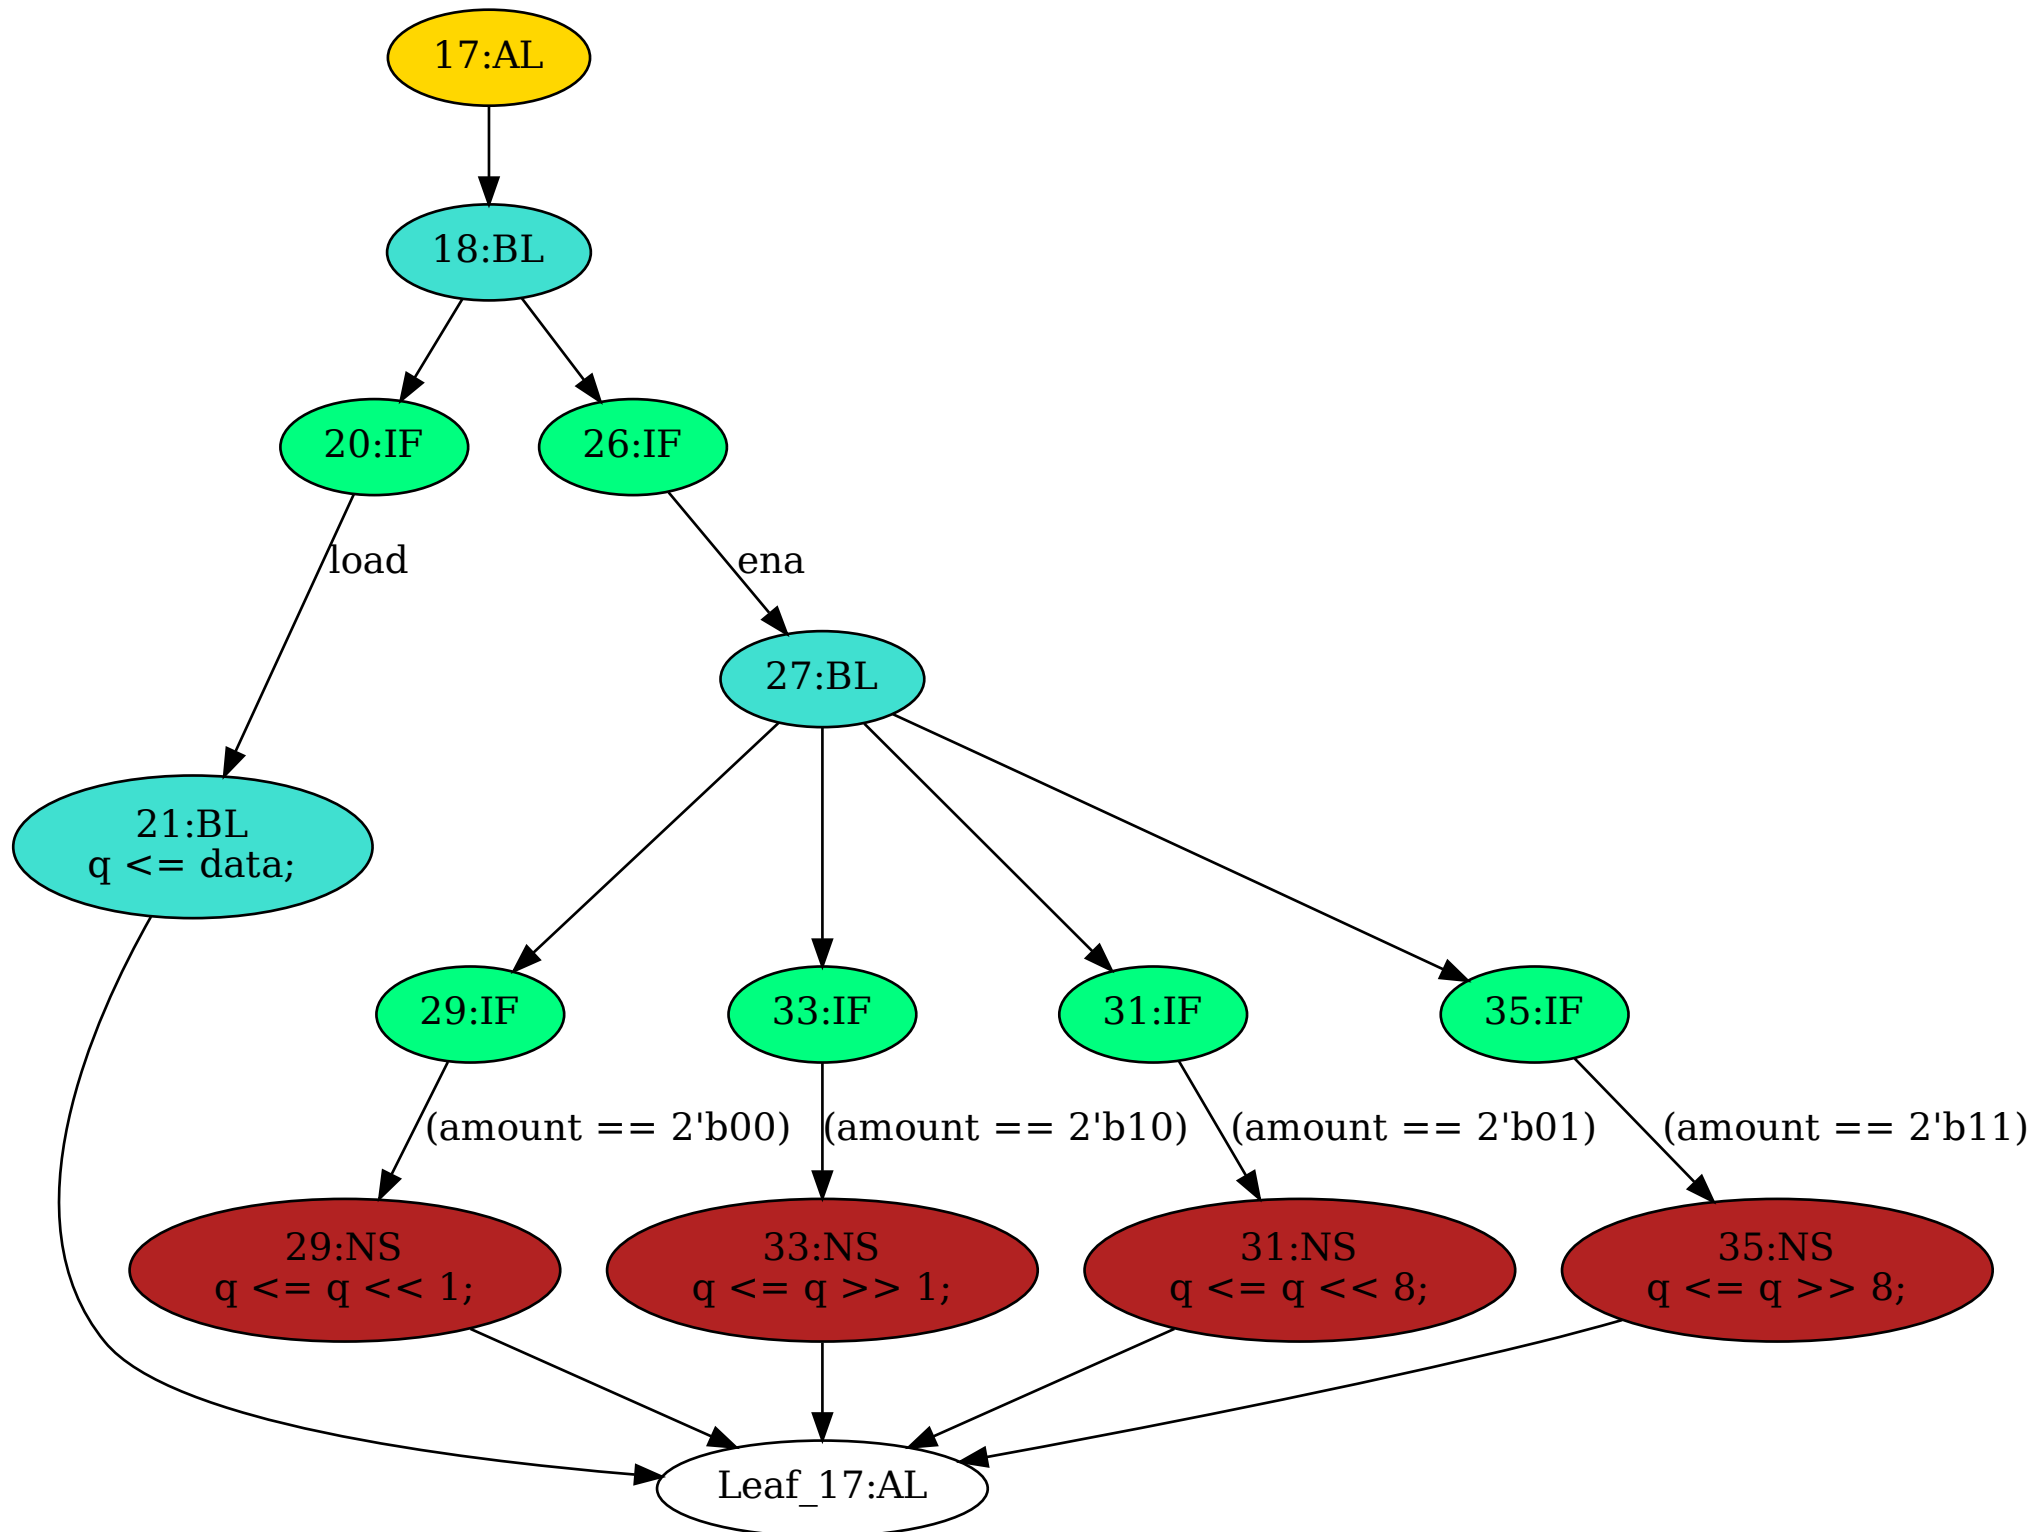 17:AL
18:BL
20:IF
26:IF
load
ena
27:BL
21:BL
q <= data;
29:IF
33:IF
31:IF
35:IF
(amount == 2'b00)
(amount == 2'b10)
(amount == 2'b01)
(amount == 2'b11)
29:NS
q <= q << 1;
33:NS
q <= q >> 1;
31:NS
q <= q << 8;
35:NS
q <= q >> 8;
Leaf_17:AL